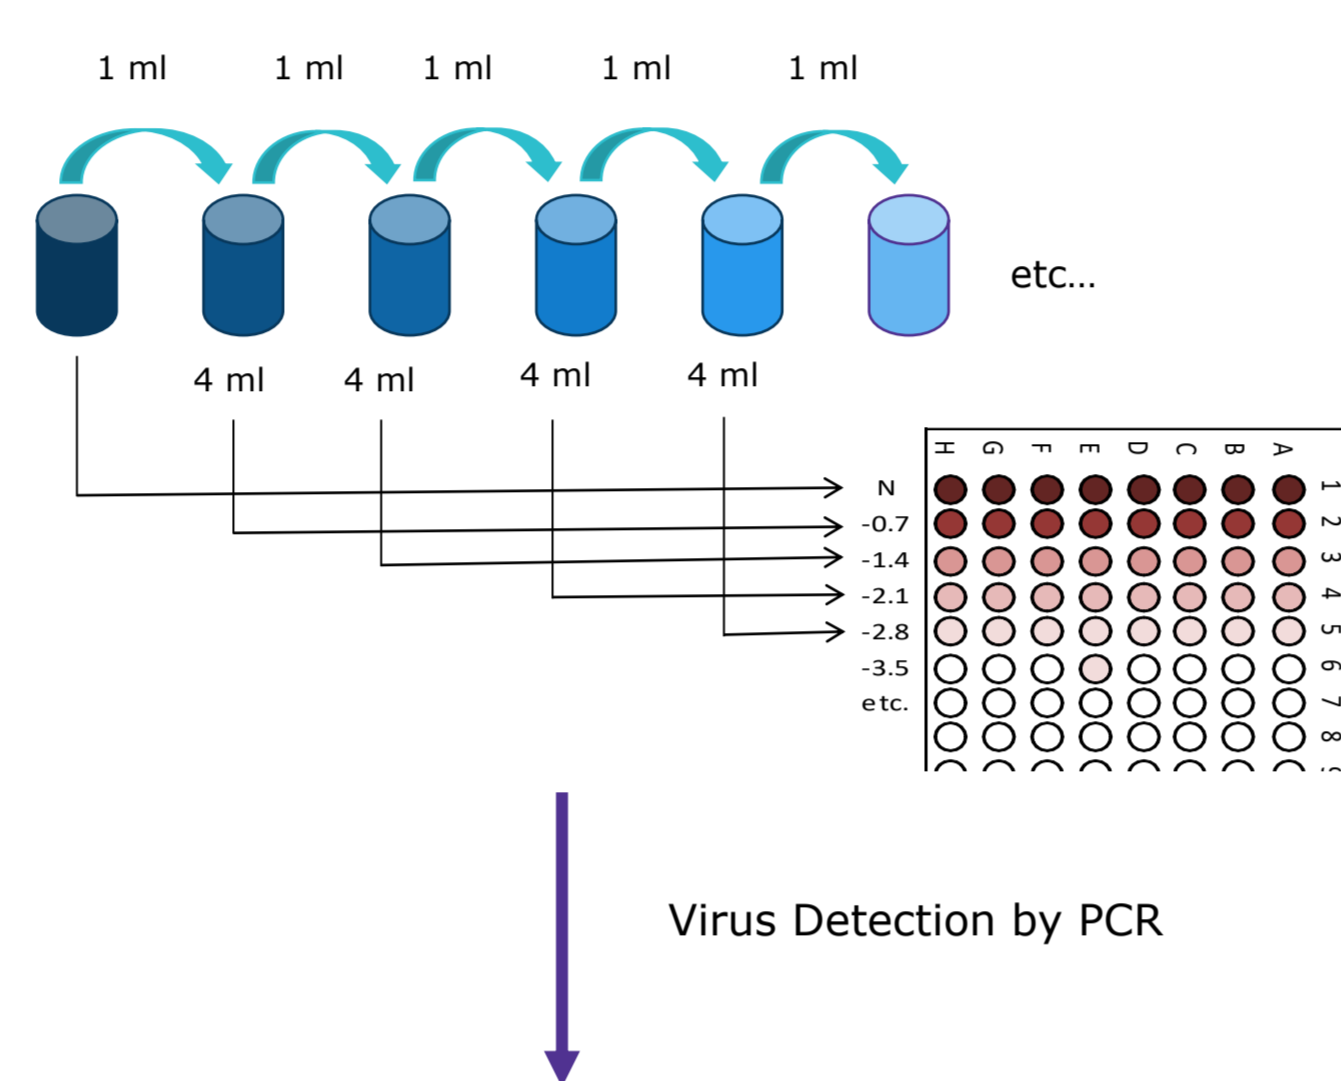 1 ml 1 ml 1 ml 1 ml 1 ml
etc...
4 ml 4 ml 4 ml 4 ml
H G F E D C B A
N 1
-0.7 2
-1.4 3
-2.1 4
-2.8 5
-3.5 6
etc. 7
8
Virus Detection by PCR